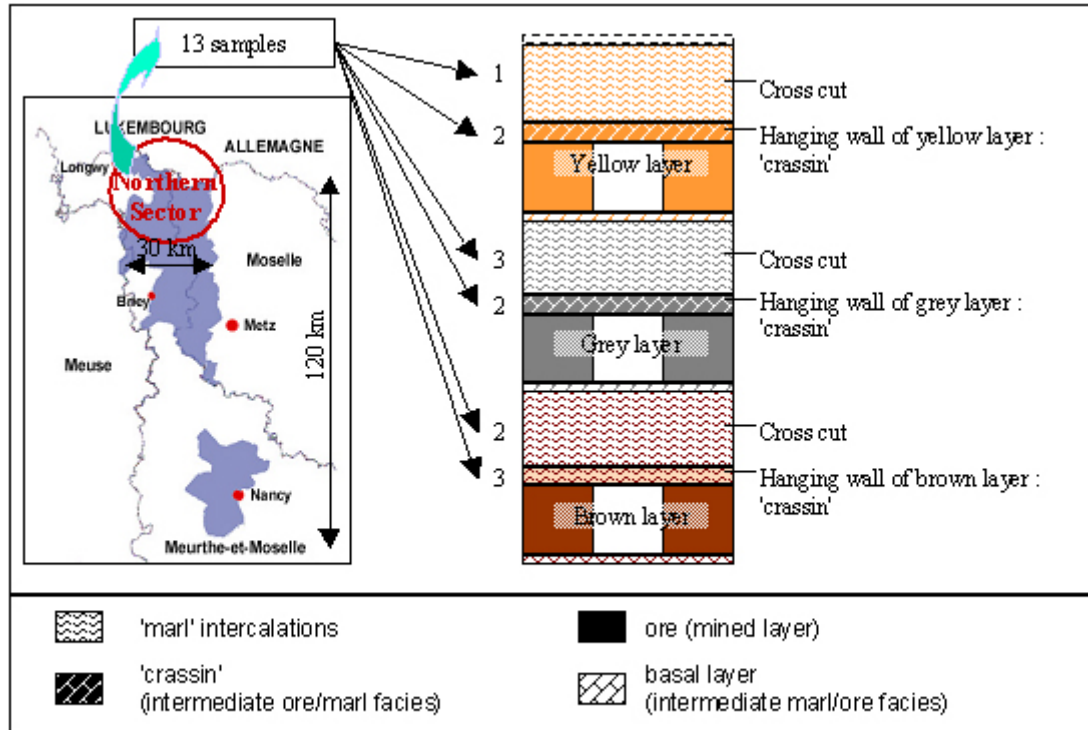 13 samples
LUXEMBOURG
ALLEMAGNE
Longwy
Northern
Sector
30 km
Moselle
Briey
Metz
120 km
Meuse
Nancy
Meurthe-et-Moselle
1
Cross cut
2
Hanging wall of yellow layer :
'crassin'
Yellow layer
3
Cross cut
2
Hanging wall of grey layer :
'crassin'
Grey layer
2
Cross cut
3
Hanging wall of brown layer :
'crassin'
Brown layer
'marl' intercalations
ore (mined layer)
'crassin'
(intermediate ore/marl facies)
basal layer
(intermediate marl/ore facies)